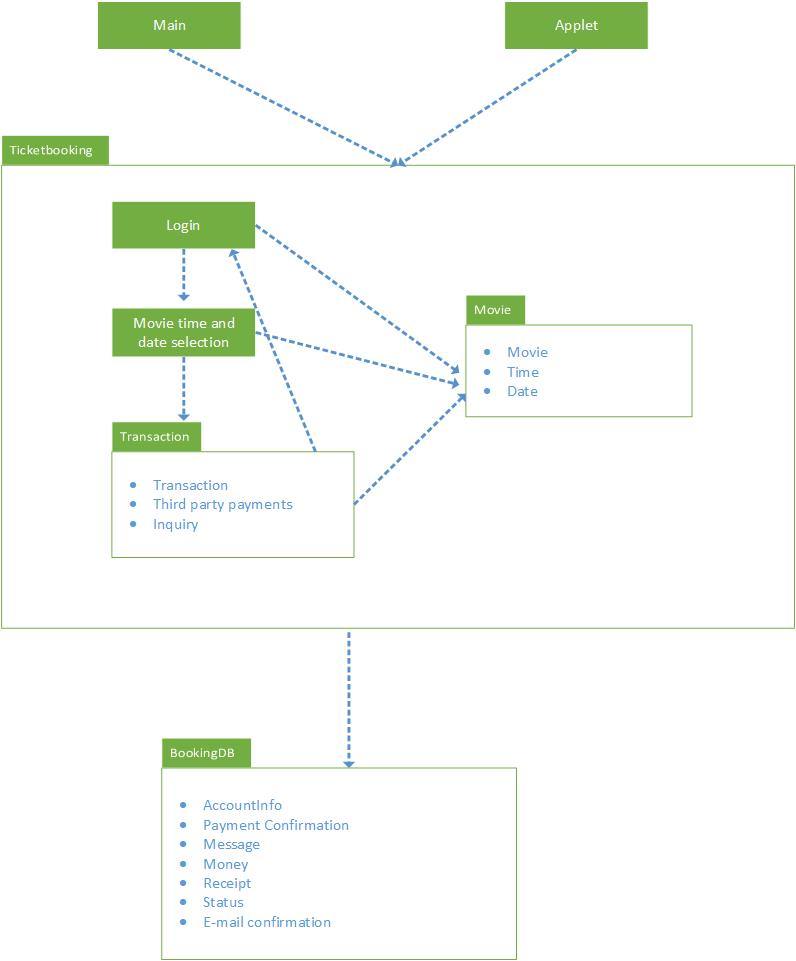 Main
Applet
Ticketbooking
Login
Movie time and
date selection
Movie
Movie
Time
Date
Transaction
Transaction
Third party payments
Inquiry
BookingDB
AccountInfo
Payment Confirmation
Message
Money
Receipt
Status
E-mail confirmation